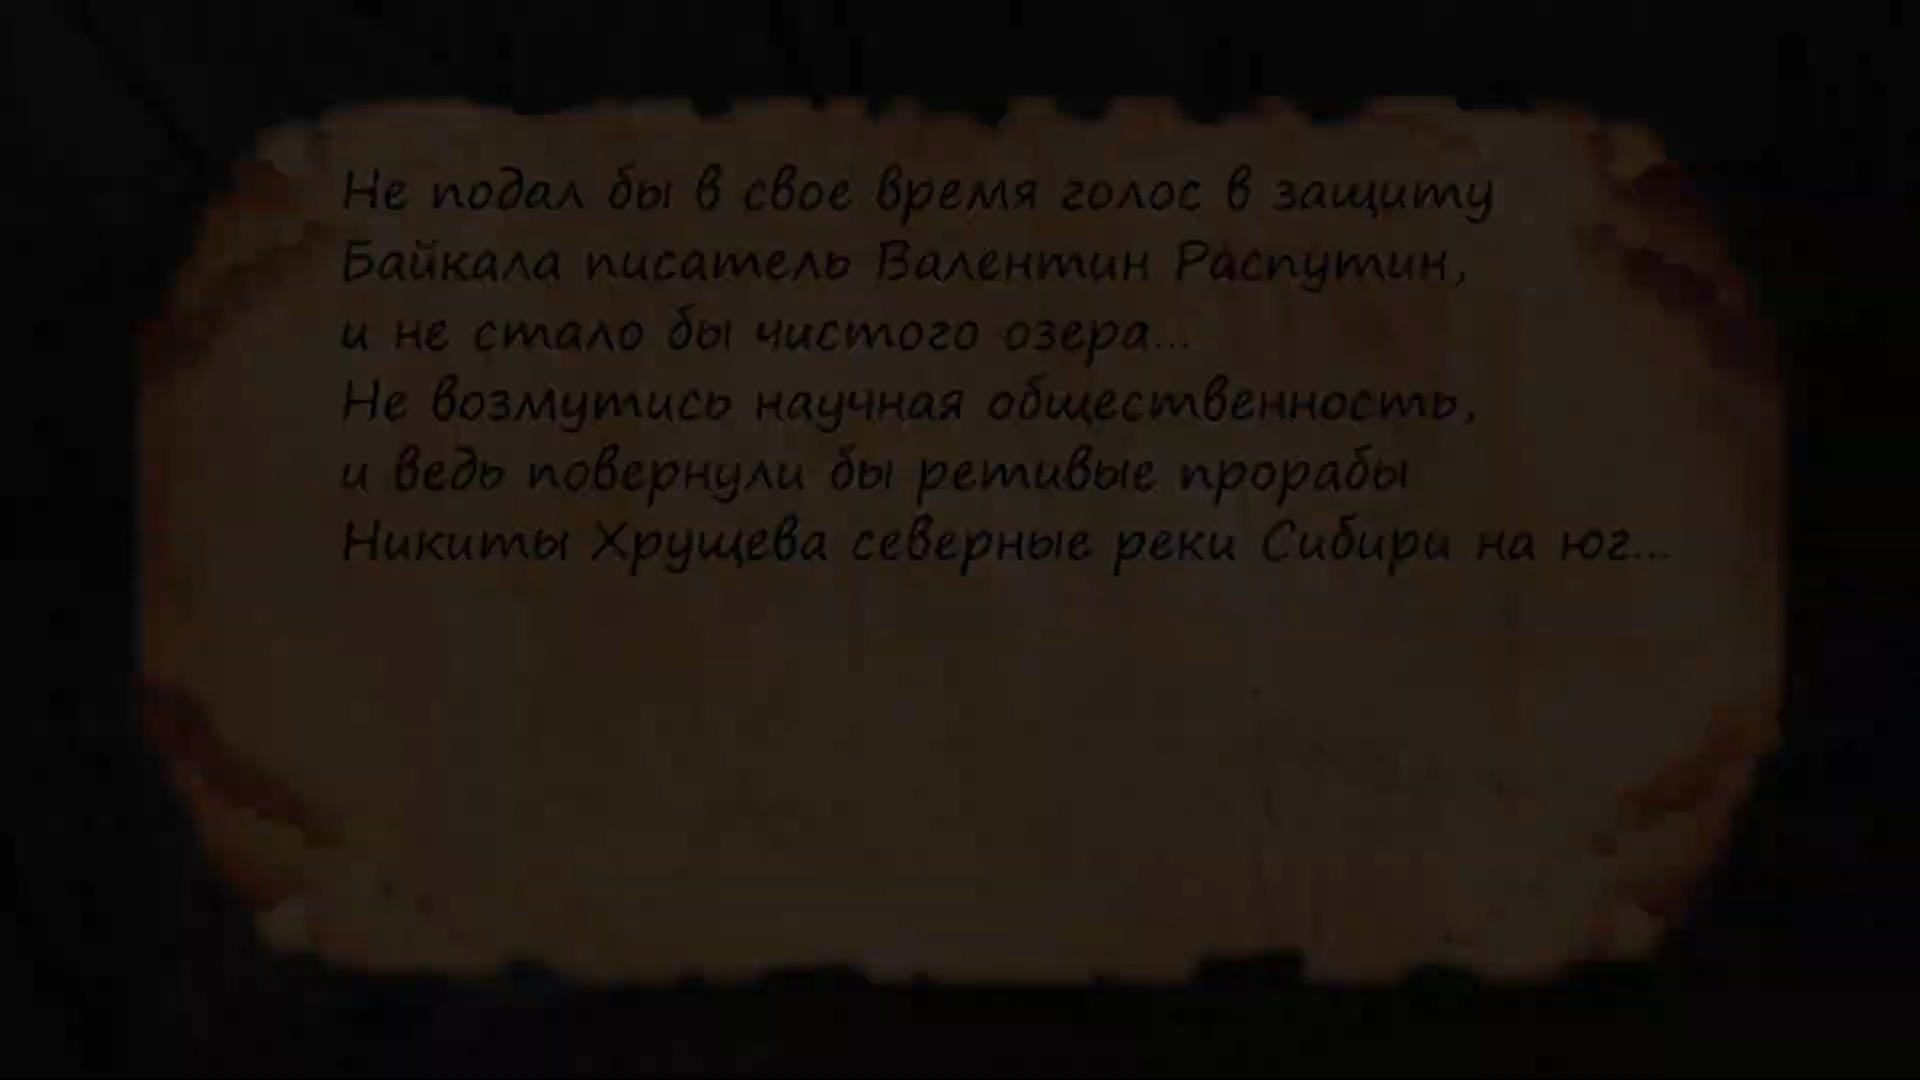 Не подал бы в свое время голос в защиту
Байкала писатель Валентин Распутин,
и не стало бы чистого озера...
Не возмутись научная общественность,
и ведь повернули бы ретивые прорабы
Никиты Хрущева северные реки Сибири на юг...